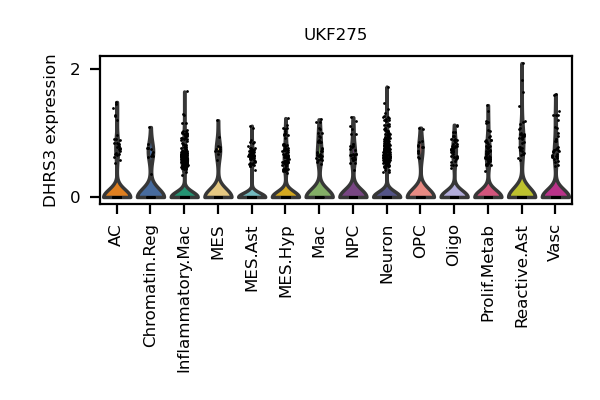 UKF275
DHRS3 expression
2
0
AC
Chromatin.Reg
Inflammatory.Mac
MES
MES.Ast
MES.Hyp
Mac
NPC
Neuron
OPC
Oligo
Prolif.Metab
Reactive.Ast
Vasc